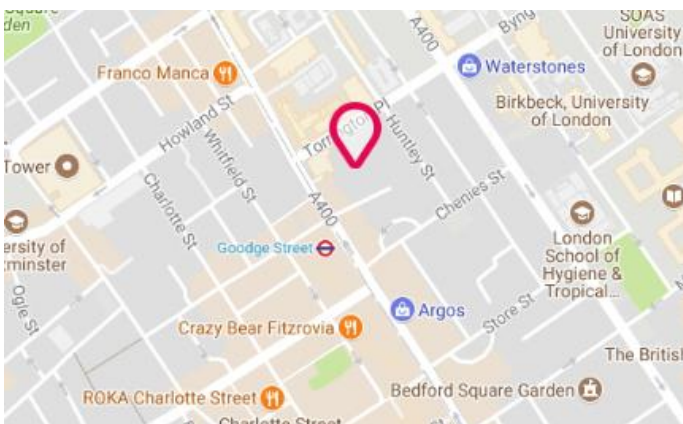 Square
den
A400
Byng
SOAS
University
of London
Franco Manca
Waterstones
Birkbeck, University
of London
Howland St
Torrington Pl
Huntley St
Whitfield St
Tower
Charlotte St
A400
Chenies St
ersity of
tminster
Goodge Street
London
School of
Hygiene &
Tropical...
Ogle St
Argos
Store St
Crazy Bear Fitzrovia
The Britis
ROKA Charlotte Street
Bedford Square Garden
Charlotte Street